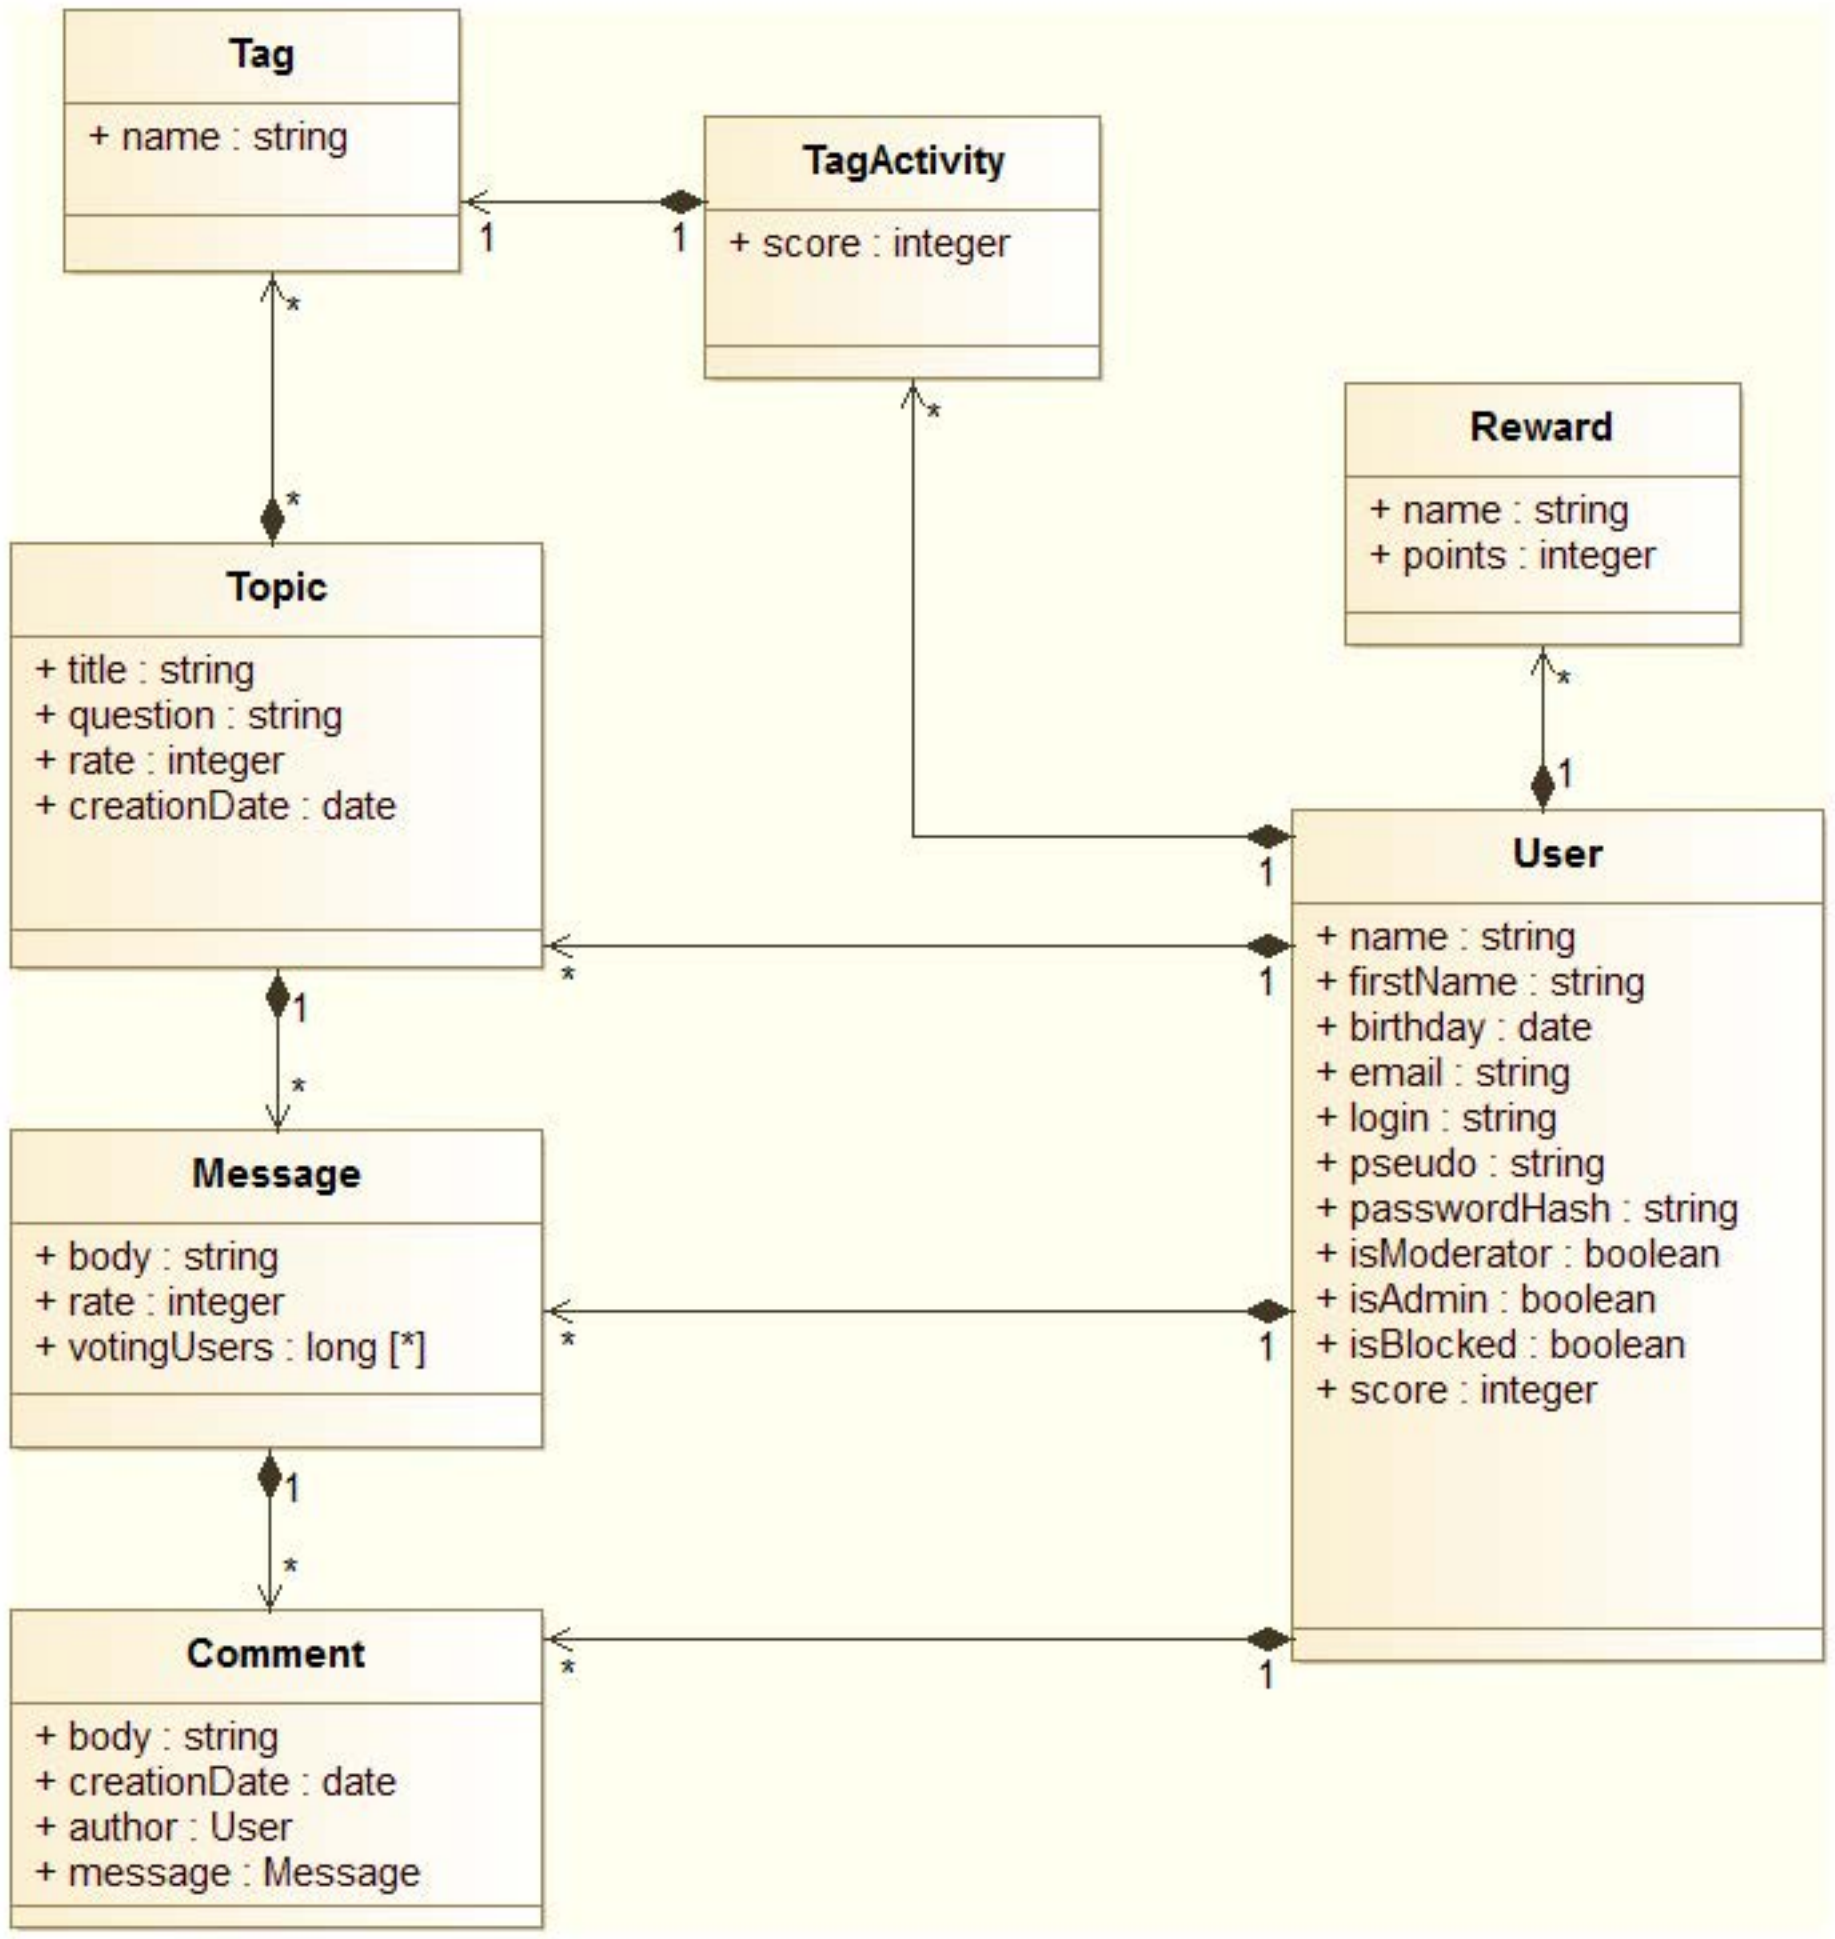 Tag
+ name : string
1
1
*
*
TagActivity
+ score : integer
*
Reward
+ name : string
+ points : integer
*
1
Topic
+ title : string
+ question : string
+ rate : integer
+ creationDate : date
1
*
*
1
1
User
+ name : string
+ firstName : string
+ birthday : date
+ email : string
+ login : string
+ pseudo : string
+ passwordHash : string
+ isModerator : boolean
+ isAdmin : boolean
+ isBlocked : boolean
+ score : integer
Message
+ body : string
+ rate : integer
+ votingUsers : long [*]
*
1
1
*
Comment
+ body : string
+ creationDate : date
+ author : User
+ message : Message
*
1